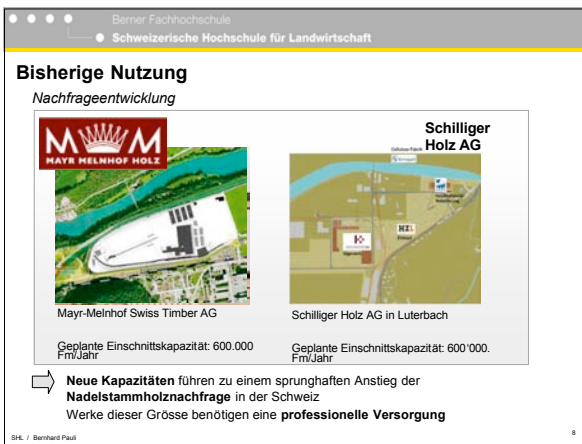 Berner Fachhochschule
Schweizerische Hochschule für Landwirtschaft
Bisherige Nutzung
Nachfrageentwicklung
MWM
MAYR MELNHOF HOLZ
Schilliger
Holz AG
Mayr-Melnhof Swiss Timber AG
Geplante Einschnittskapazität: 600.000
Fm/Jahr
Schilliger Holz AG in Luterbach
Geplante Einschnittskapazität: 600'000.
Fm/Jahr
Neue Kapazitäten führen zu einem sprunghaften Anstieg der
Nadelstammholznachfrage in der Schweiz
Werke dieser Grösse benötigen eine professionelle Versorgung
SHL / Bernhard Pauli
8